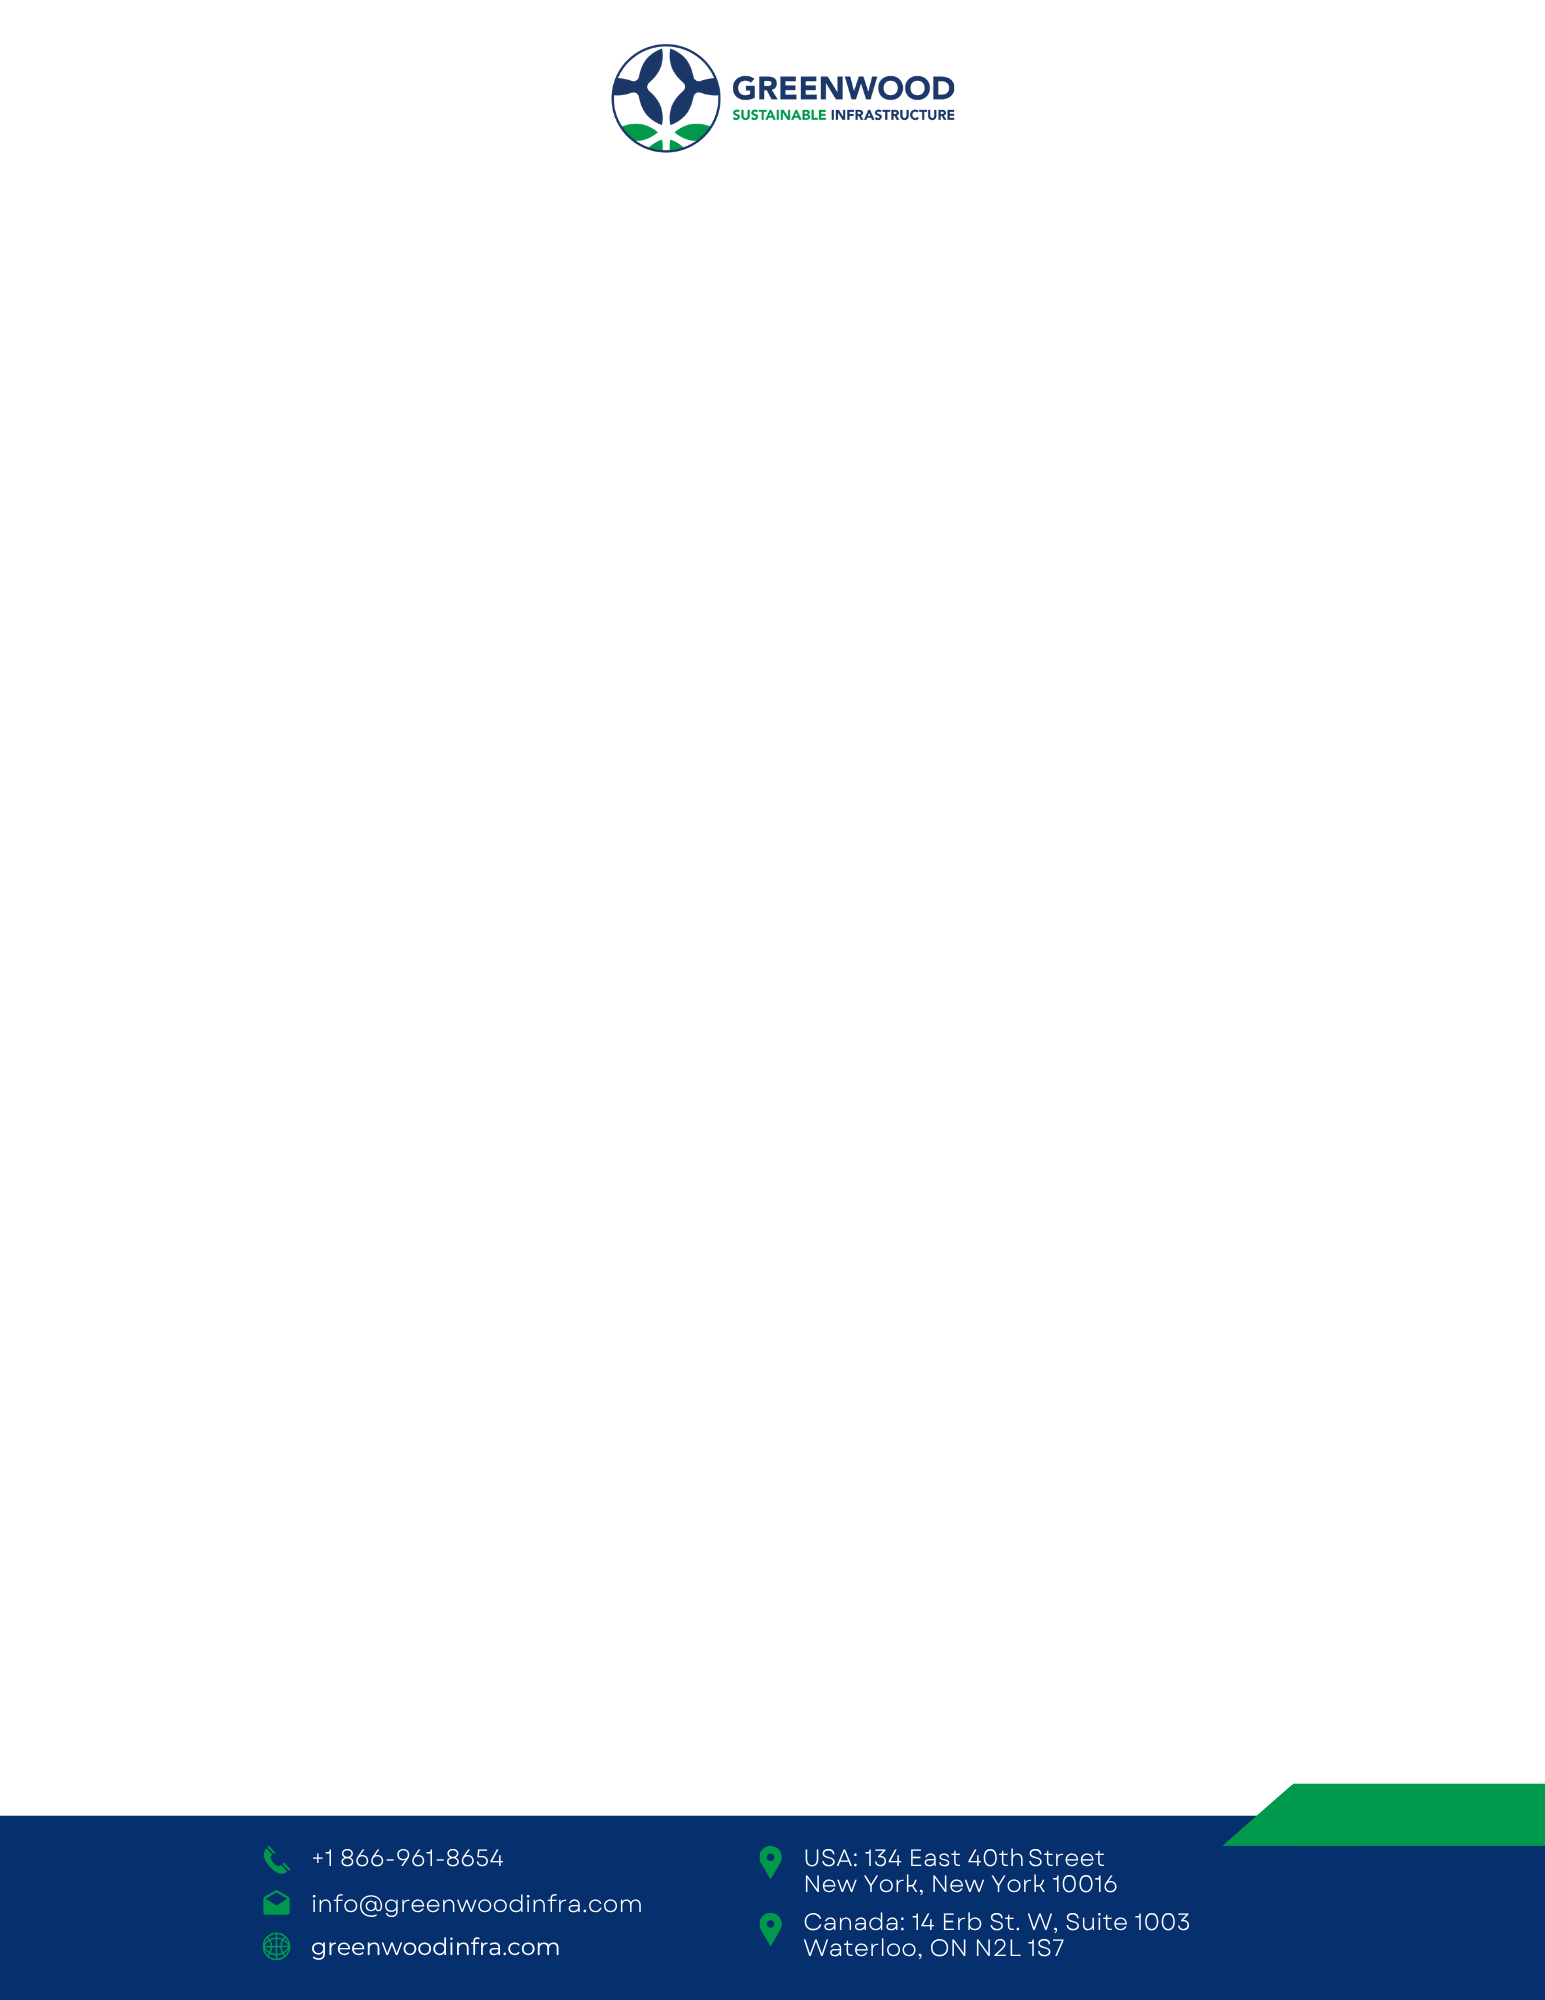 GREENWOOD
SUSTAINABLE INFRASTRUCTURE
+1 866-961-8654
info@greenwoodinfra.com
greenwoodinfra.com
USA: 134 East 40th Street
New York, New York 10016
Canada: 14 Erb St. W, Suite 1003
Waterloo, ON N2L 1S7